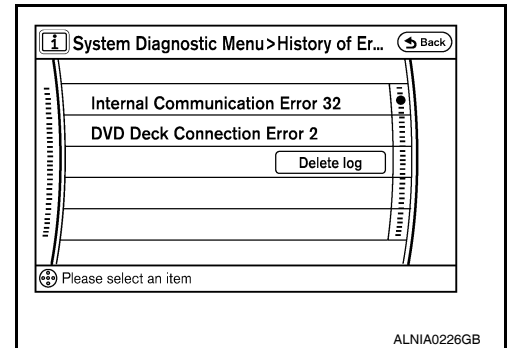 i System Diagnostic Menu>History of Er... Back
Internal Communication Error 32
DVD Deck Connection Error 2
Delete log
Please select an item
ALNIA0226GB